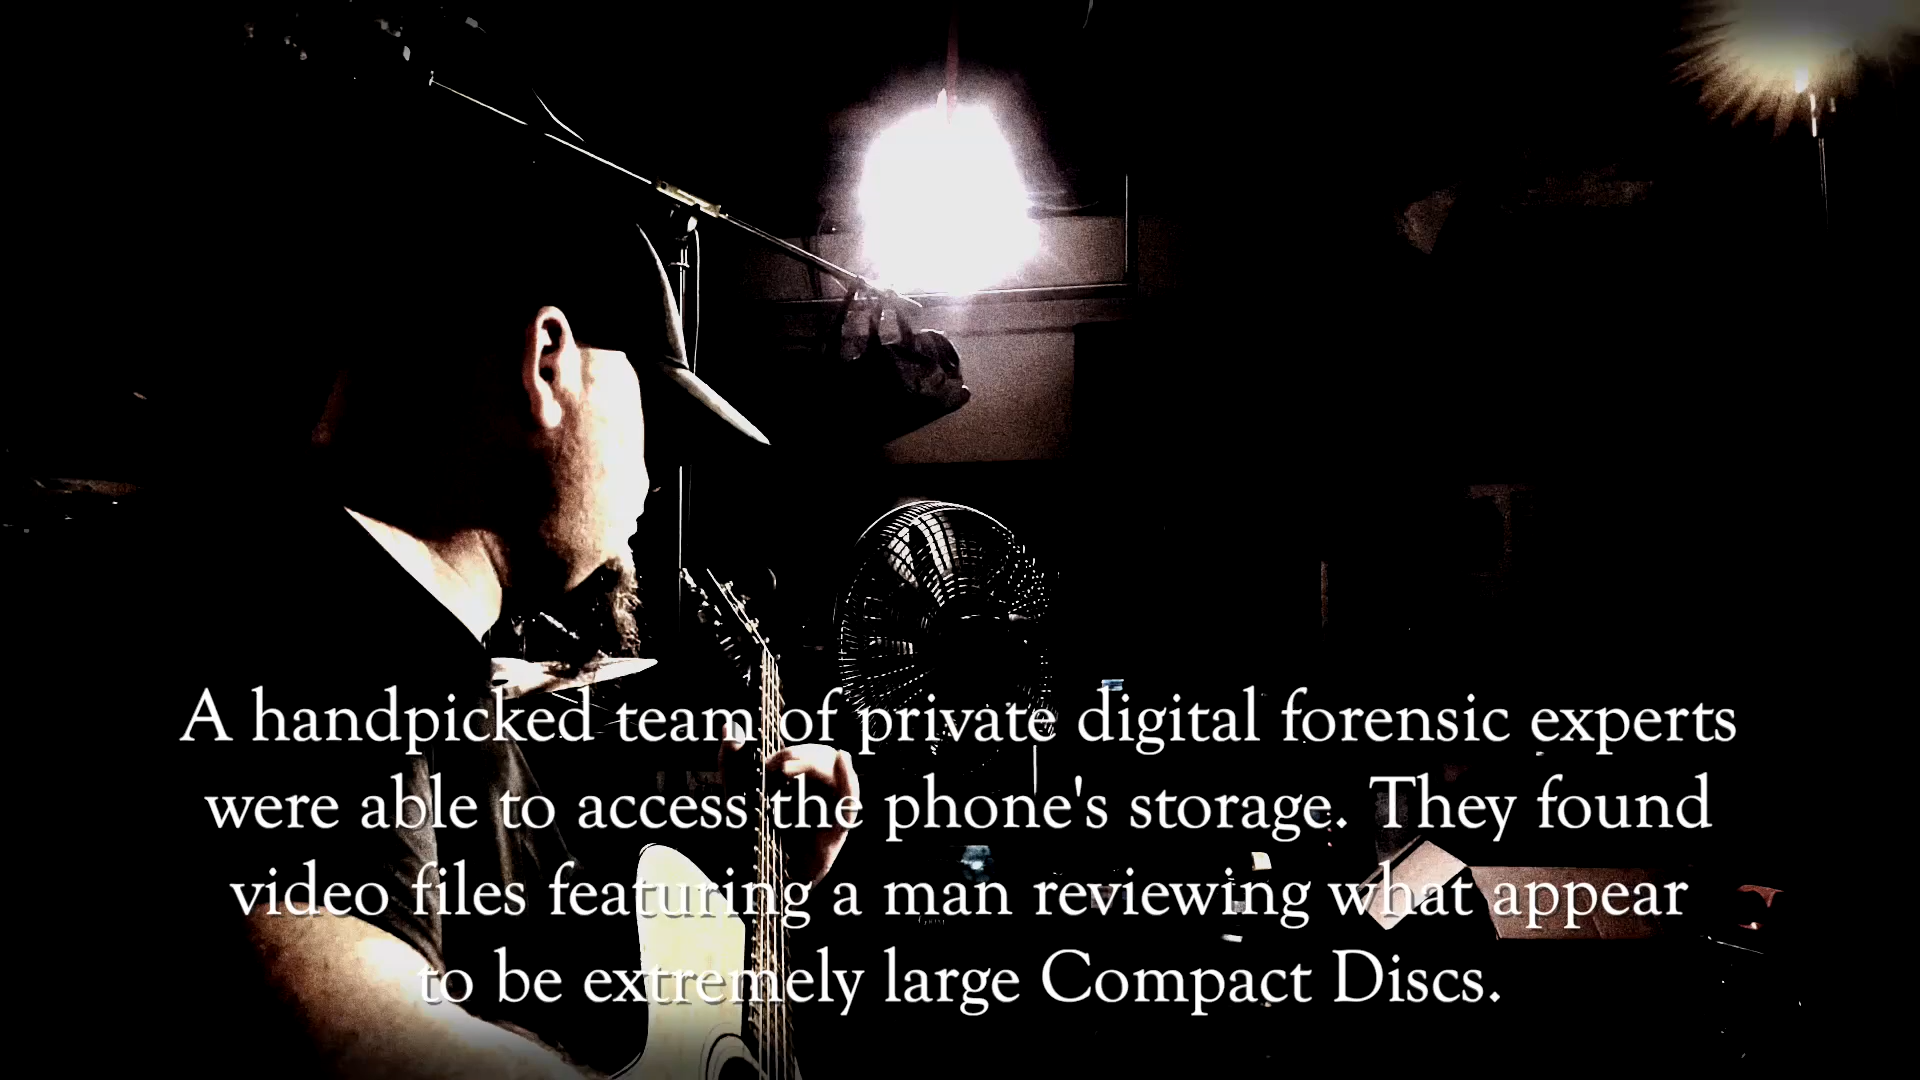 A handpicked team of private digital forensic experts
were able to access the phone's storage. They found
video files featuring a man reviewing what appear
to be extremely large Compact Discs.